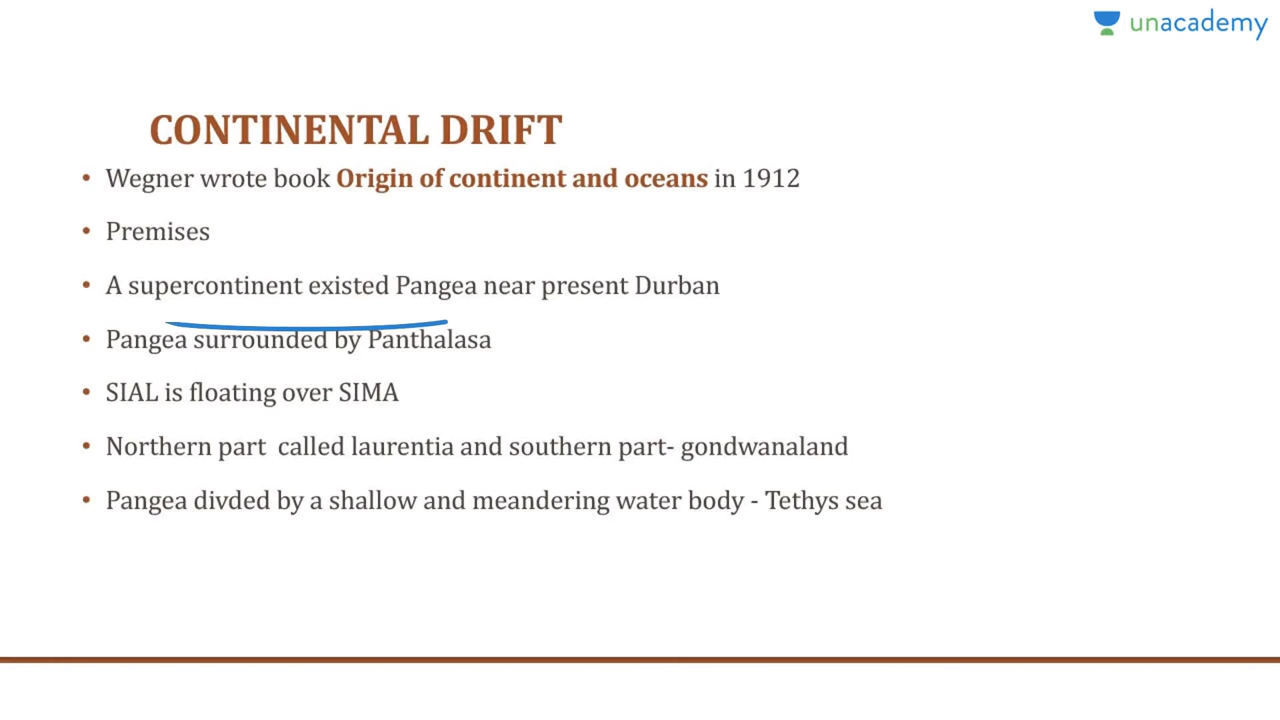 unacademy
CONTINENTAL DRIFT
• Wegner wrote book Origin of continent and oceans in 1912
• Premises
• A supercontinent existed Pangea near present Durban
• Pangea surrounded by Panthalasa
• SIAL is floating over SIMA
• Northern part called laurentia and southern part- gondwanaland
• Pangea divded by a shallow and meandering water body - Tethys sea